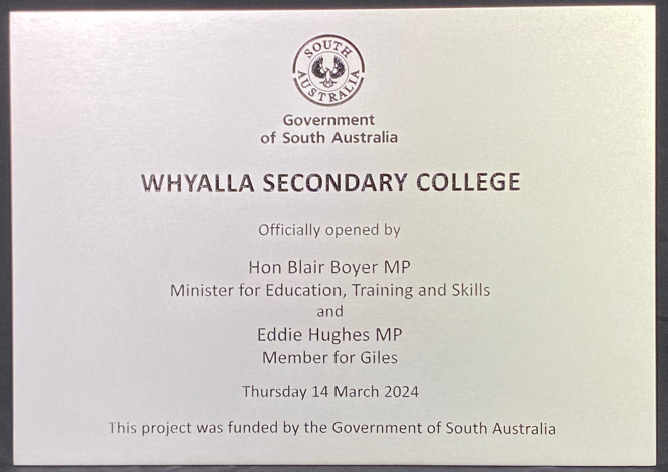 SOUTH
AUSTRALIA
Government
of South Australia
WHYALLA SECONDARY COLLEGE
Officially opened by
Hon Blair Boyer MP
Minister for Education, Training and Skills
and
Eddie Hughes MP
Member for Giles
Thursday 14 March 2024
This project was funded by the Government of South Australia